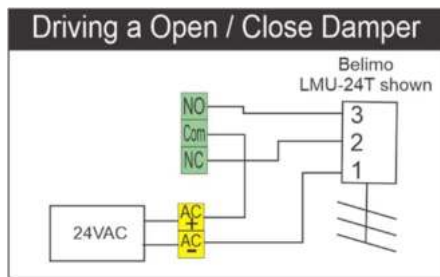 Driving a Open / Close Damper
Belimo
LMU-24T shown
NO
Com
NC
3
2
1
24VAC
AC
+
AC
-